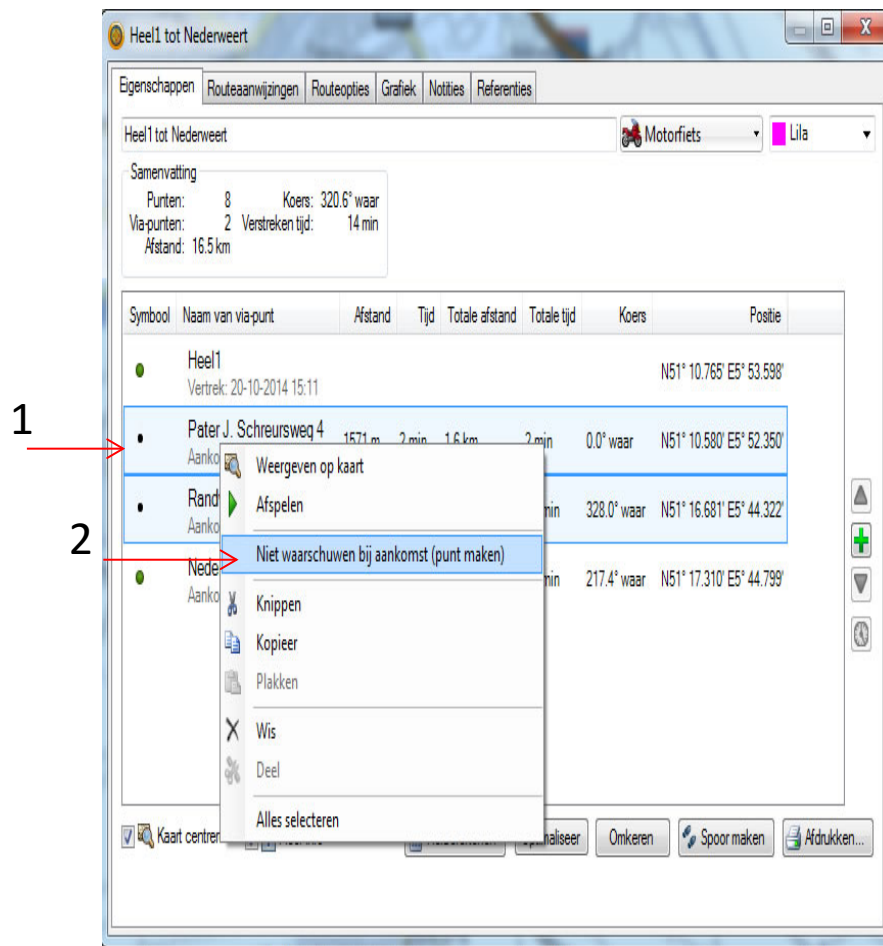 Heel1 tot Nederweert
Eigenschappen Routeaanwijzingen Routeopties Grafiek Notities Referenties
Heel1 tot Nederweert Motorfiets Lila
Samenvatting
Punten: 8 Koers: 320.6° waar
Via-punten: 2 Verstreken tijd: 14 min
Afstand: 16.5 km
Symbool Naam van via-punt Afstand Tijd Totale afstand Totale tijd Koers Positie
Heel1 N51° 10.765' E5° 53.598'
Vertrek: 20-10-2014 15:11
1
Pater J. Schreursweg 4 1571 m 2 min 1.6 km 2 min 0.0° waar N51° 10.580' E5° 52.350'
Aanko
Weergeven op kaart
Rand min 328.0° waar N51° 16.681' E5° 44.322'
Afspelen
Aanko
2
Niet waarschuwen bij aankomst (punt maken)
Nede min 217.4° waar N51° 17.310' E5° 44.799'
Aanko
Knippen
Kopieer
Plakken
Wis
Deel
Alles selecteren
Kaart centrer Omkeren Spoor maken Afdrukken...